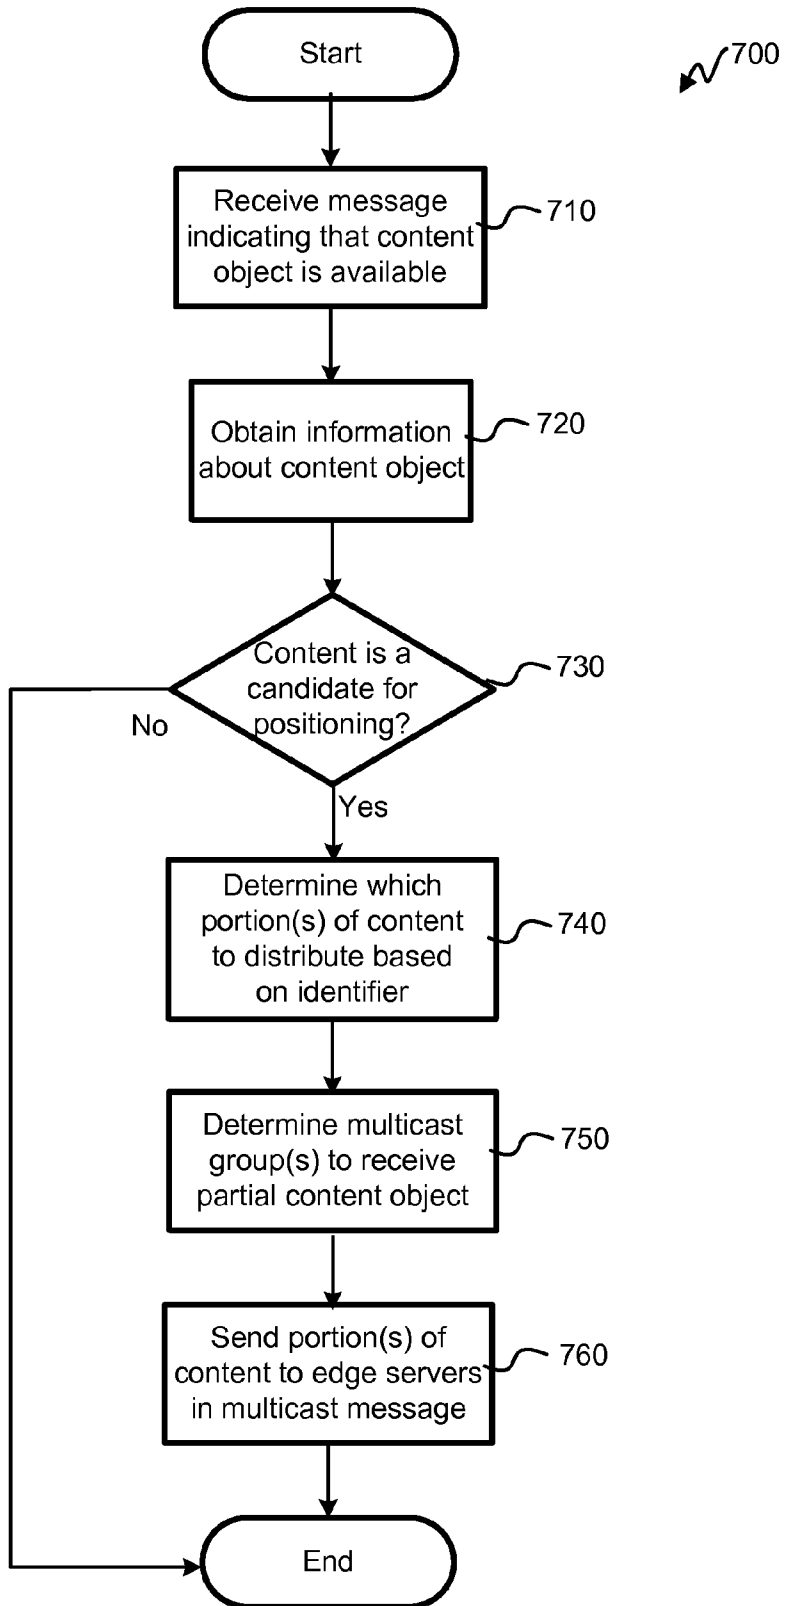 Start
700
Receive message
indicating that content
object is available
710
Obtain information
about content object
720
Content is a
candidate for
positioning?
730
No
Yes
Determine which
portion(s) of content
to distribute based
on identifier
740
Determine multicast
group(s) to receive
partial content object
750
Send portion(s) of
content to edge servers
in multicast message
760
End